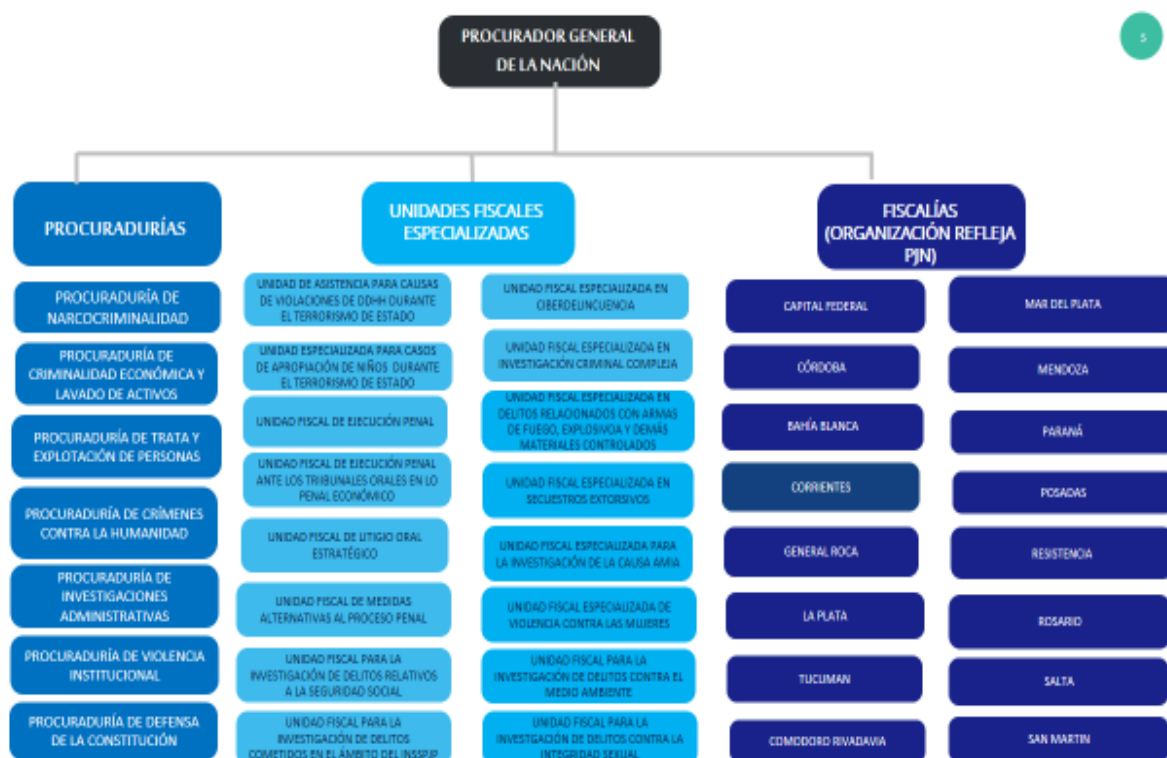 PROCURADOR GENERAL
DE LA NACIÓN
5
PROCURADURÍAS
PROCURADURÍA DE
NARCOCRIMINALIDAD
PROCURADURÍA DE
CRIMINALIDAD ECONÓMICA Y
LAVADO DE ACTIVOS
PROCURADURÍA DE TRATA Y
EXPLOTACIÓN DE PERSONAS
PROCURADURÍA DE CRÍMENES
CONTRA LA HUMANIDAD
PROCURADURÍA DE
INVESTIGACIONES
ADMINISTRATIVAS
PROCURADURÍA DE VIOLENCIA
INSTITUCIONAL
PROCURADURÍA DE DEFENSA
DE LA CONSTITUCIÓN
UNIDADES FISCALES
ESPECIALIZADAS
UNIDAD DE ASISTENCIA PARA CAUSAS
DE VIOLACIONES DE DDHH DURANTE
EL TERRORISMO DE ESTADO
UNIDAD ESPECIALIZADA PARA CASOS
DE APROPIACIÓN DE NIÑOS DURANTE
EL TERRORISMO DE ESTADO
UNIDAD FISCAL DE EJECUCIÓN PENAL
UNIDAD FISCAL DE EJECUCIÓN PENAL
ANTE LOS TRIIBUNALES ORALES EN LO
PENAL ECONÓMICO
UNIDAD FISCAL DE LITIGIO ORAL
ESTRATÉGICO
UNIDAD FISCAL DE MEDIDAS
ALTERNATIVAS AL PROCESO PENAL
UNIDAD FISCAL PARA LA
INVESTIGACIÓN DE DELITOS RELATIVOS
A LA SEGURIDAD SOCIAL
UNIDAD FISCAL PARA LA
INVESTIGACIÓN DE DELITOS
COMETIDOS EN EL ÁMBITO DEL INSSPJP
UNIDAD FISCAL ESPECIALIZADA EN
CIBERDELINCUENCIA
UNIDAD FISCAL ESPECIALIZADA EN
INVESTIGACIÓN CRIMINAL COMPLEJA
UNIDAD FISCAL ESPECIALIZADA EN
DELITOS RELACIONADOS CON ARMAS
DE FUEGO, EXPLOSIVOA Y DEMÁS
MATERIALES CONTROLADOS
UNIDAD FISCAL ESPECIALIZADA EN
SECUESTROS EXTORSIVOS
UNIDAD FISCAL ESPECIALIZADA PARA
LA INVESTIGACIÓN DE LA CAUSA AMIA
UNIDAD FISCAL ESPECIALIZADA DE
VIOLENCIA CONTRA LAS MUJERES
UNIDAD FISCAL PARA LA
INVESTIGACIÓN DE DELITOS CONTRA EL
MEDIO AMBIENTE
UNIDAD FISCAL PARA LA
INVESTGACIÓN DE DELITOS CONTRA LA
INTEGRIDAD SEXUAL
FISCALÍAS
(ORGANIZACIÓN REFLEJA
PJN)
CAPITAL FEDERAL
CÓRDOBA
BAHÍA BLANCA
CORRIENTES
GENERAL ROCA
LA PLATA
TUCUMAN
COMODORO RIVADAVIA
MAR DEL PLATA
MENDOZA
PARANÁ
POSADAS
RESISTENCIA
ROSARIO
SALTA
SAN MARTIN